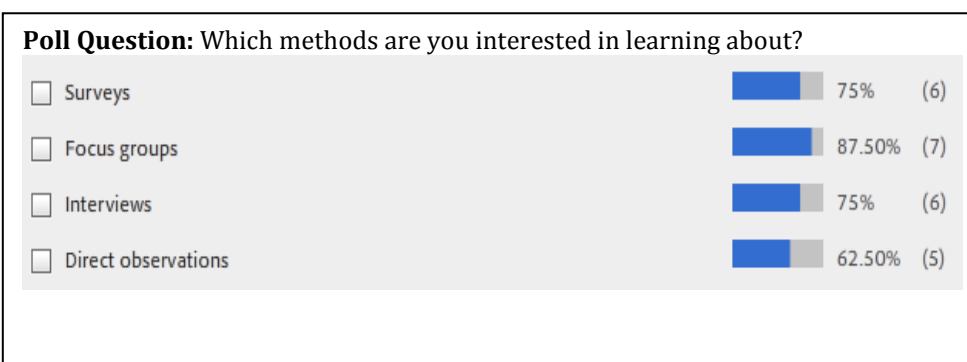 Poll Question: Which methods are you interested in learning about?
Surveys 75% (6)
Focus groups 87.50% (7)
Interviews 75% (6)
Direct observations 62.50% (5)